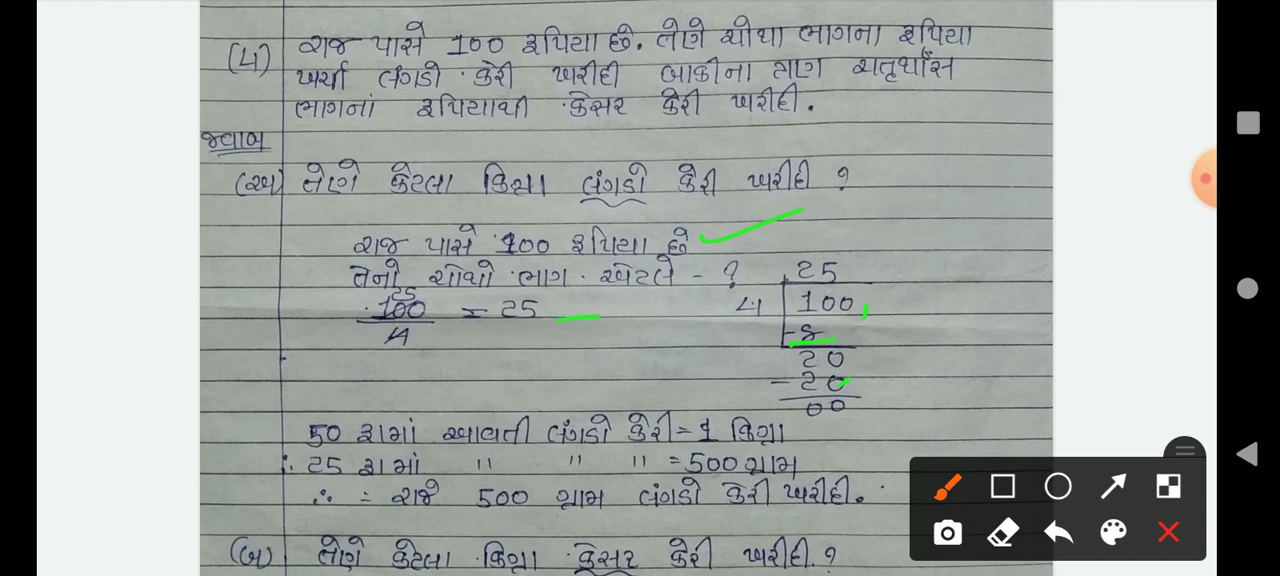 (૫) રાજ પાસે 100 રૂપિયા છે. તેણે ચોથા ભાગના રૂપિયા
ખર્ચી લંગડો કેરી ખરીદી બાકીના ત્રણ ચતુર્થાંસ
ભાગનાં રૂપિયાથી કેસર કેરી ખરીદી.
જવાબ
(અ) તેણે કેટલા કિગ્રા લંગડો કેરી ખરીદી ?
રાજ પાસે 100 રૂપિયા છે
તેનો ચોથો ભાગ એટલે - ?
25
100 = 25
4
25
4 100
- 8
20
- 20
00
50 રૂામાં આવતી લંગડો કેરી = 1 કિગ્રા
∴ 25 રૂામાં " " " = 500 ગ્રામ
∴ = રાજે 500 ગ્રામ લંગડો કેરી ખરીદી.
(બ) તેણે કેટલા કિગ્રા કેસર કેરી ખરીદી. ?